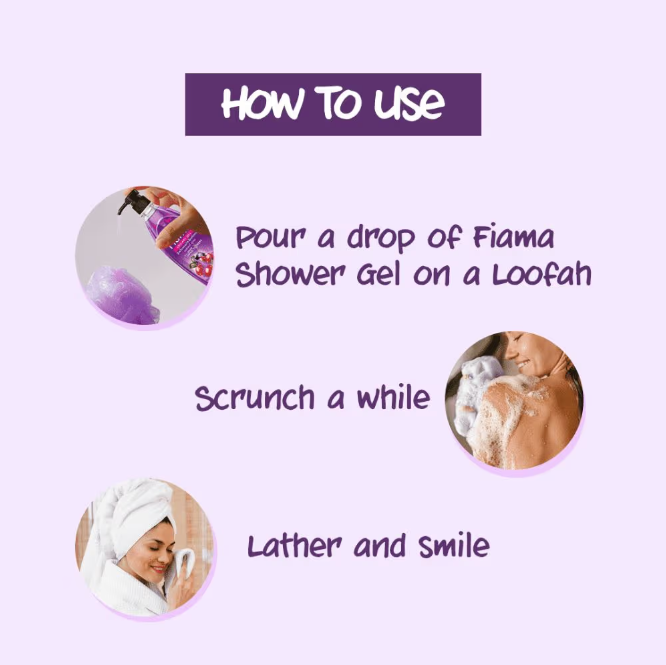 How To Use
Pour a drop of Fiama
Shower Gel on a Loofah
Scrunch a while
Lather and Smile